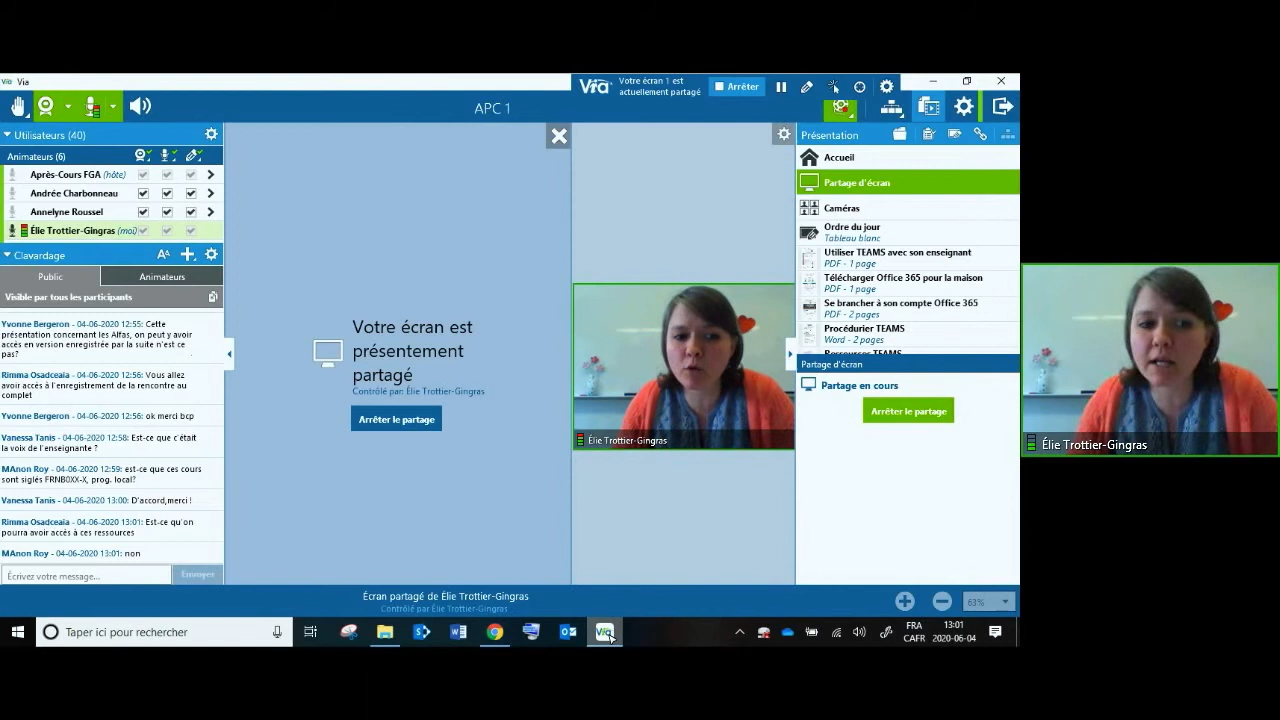 Via
Via
Votre écran 1 est
actuellement partagé
Arrêter
APC 1
Utilisateurs (40)
Animateurs (6)
Après-Cours FGA (hôte)
Andrée Charbonneau
Annelyne Roussel
Élie Trottier-Gingras (moi)
Clavardage
AA
Public
Animateurs
Visible par tous les participants
Yvonne Bergeron - 04-06-2020 12:55: Cette
présentation concernant les Alfas, on peut y avoir
accès en version enregistrée par la suite n'est ce
pas?
Rimma Osadceaia - 04-06-2020 12:55: Vous allez
avoir accès à l'enregistrement de la rencontre au
complet
Yvonne Bergeron - 04-06-2020 12:56: ok merci bcp
Vanessa Tanis - 04-06-2020 12:58: Est-ce que c'était
la voix de l'enseignante ?
MAnon Roy - 04-06-2020 12:59: est-ce que ces cours
sont siglés FRNB0XX-X, prog. local?
Vanessa Tanis - 04-06-2020 13:00: D'accord,merci !
Rimma Osadceaia - 04-06-2020 13:01: Est-ce qu'on
pourra avoir accès à ces ressources
MAnon Roy - 04-06-2020 13:01: non
Écrivez votre message...
Envoyer
Votre écran est
présentement
partagé
Contrôlé par: Élie Trottier-Gingras
Arrêter le partage
Élie Trottier-Gingras
Présentation
Accueil
Partage d'écran
Caméras
Ordre du jour
Tableau blanc
Utiliser TEAMS avec son enseignant
PDF - 1 page
Télécharger Office 365 pour la maison
PDF - 1 page
Se brancher à son compte Office 365
PDF - 2 pages
Procédurier TEAMS
Word - 2 pages
Ressources TEAMS
Partage d'écran
Partage en cours
Arrêter le partage
Élie Trottier-Gingras
Écran partagé de Élie Trottier-Gingras
Contrôlé par Élie Trottier-Gingras
63%
Taper ici pour rechercher
Via
FRA
CAFR
13:01
2020-06-04